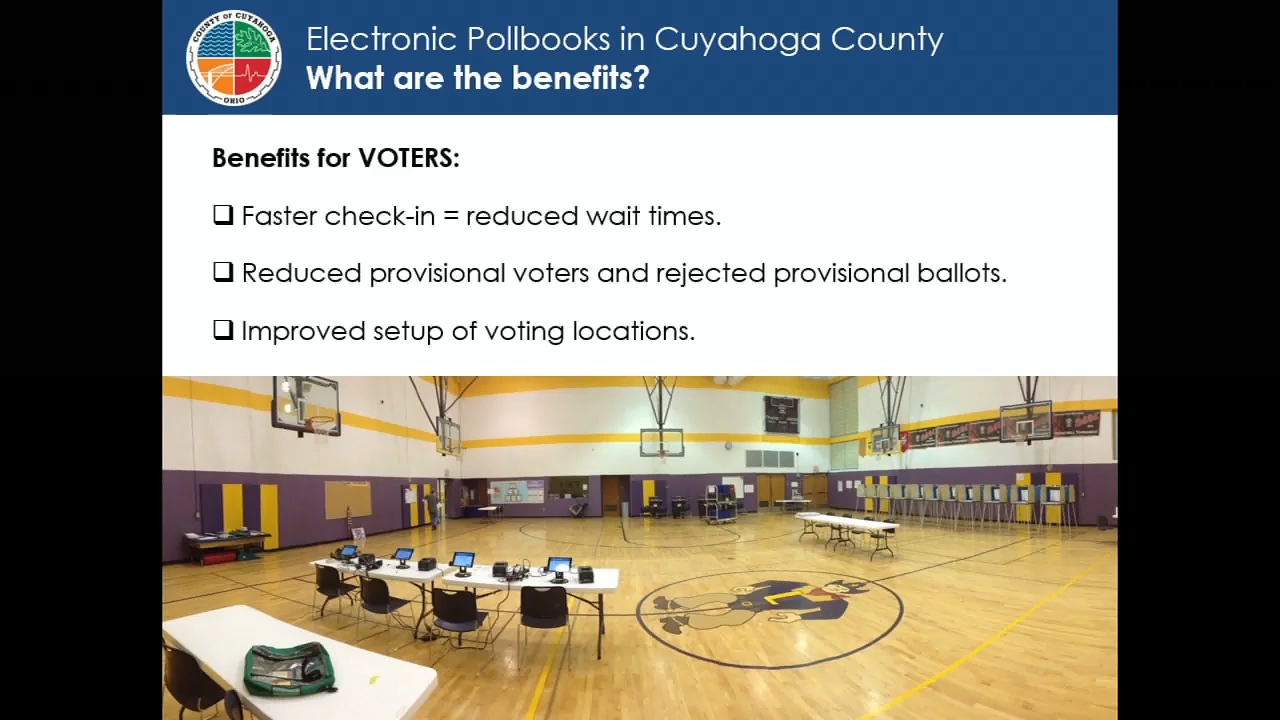 COUNTY OF CUYAHOGA
OHIO
Electronic Pollbooks in Cuyahoga County
What are the benefits?
Benefits for VOTERS:
Faster check-in = reduced wait times.
Reduced provisional voters and rejected provisional ballots.
Improved setup of voting locations.